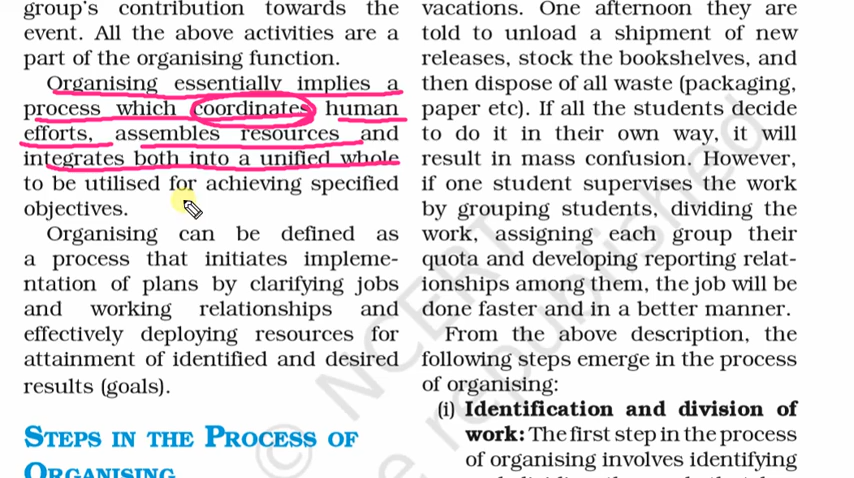 group's contribution towards the
event. All the above activities are a
part of the organising function.
Organising essentially implies a
process which coordinates human
efforts, assembles resources and
integrates both into a unified whole
to be utilised for achieving specified
objectives.
Organising can be defined as
a process that initiates impleme-
ntation of plans by clarifying jobs
and working relationships and
effectively deploying resources for
attainment of identified and desired
results (goals).
STEPS IN THE PROCESS OF
ORGANISING
vacations. One afternoon they are
told to unload a shipment of new
releases, stock the bookshelves, and
then dispose of all waste (packaging,
paper etc). If all the students decide
to do it in their own way, it will
result in mass confusion. However,
if one student supervises the work
by grouping students, dividing the
work, assigning each group their
quota and developing reporting relat-
ionships among them, the job will be
done faster and in a better manner.
From the above description, the
following steps emerge in the process
of organising:
(i) Identification and division of
work: The first step in the process
of organising involves identifying
© NCERT
be republished